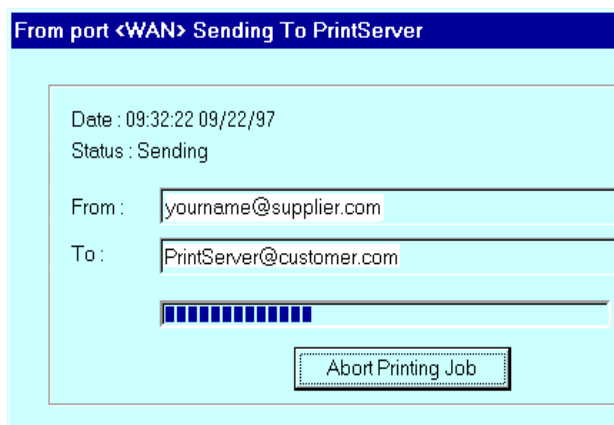 From port <WAN> Sending To PrintServer
Date : 09:32:22 09/22/97
Status : Sending
From : yourname@supplier.com
To : PrintServer@customer.com
Abort Printing Job